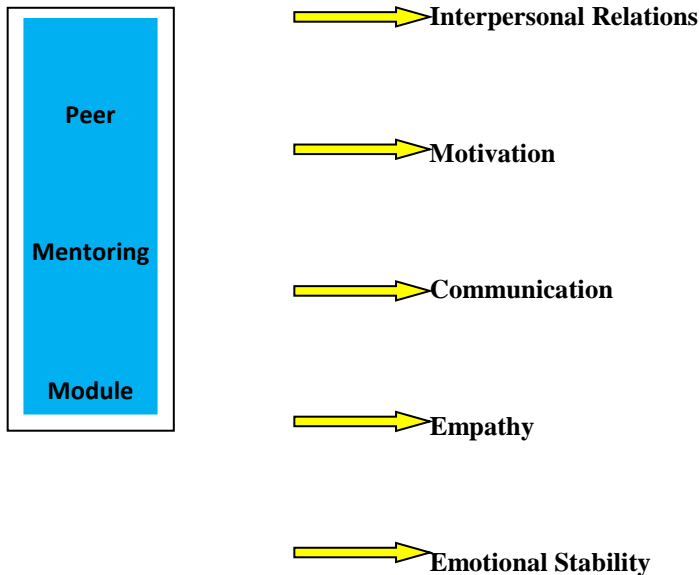 Peer
Mentoring
Module
Interpersonal Relations
Motivation
Communication
Empathy
Emotional Stability